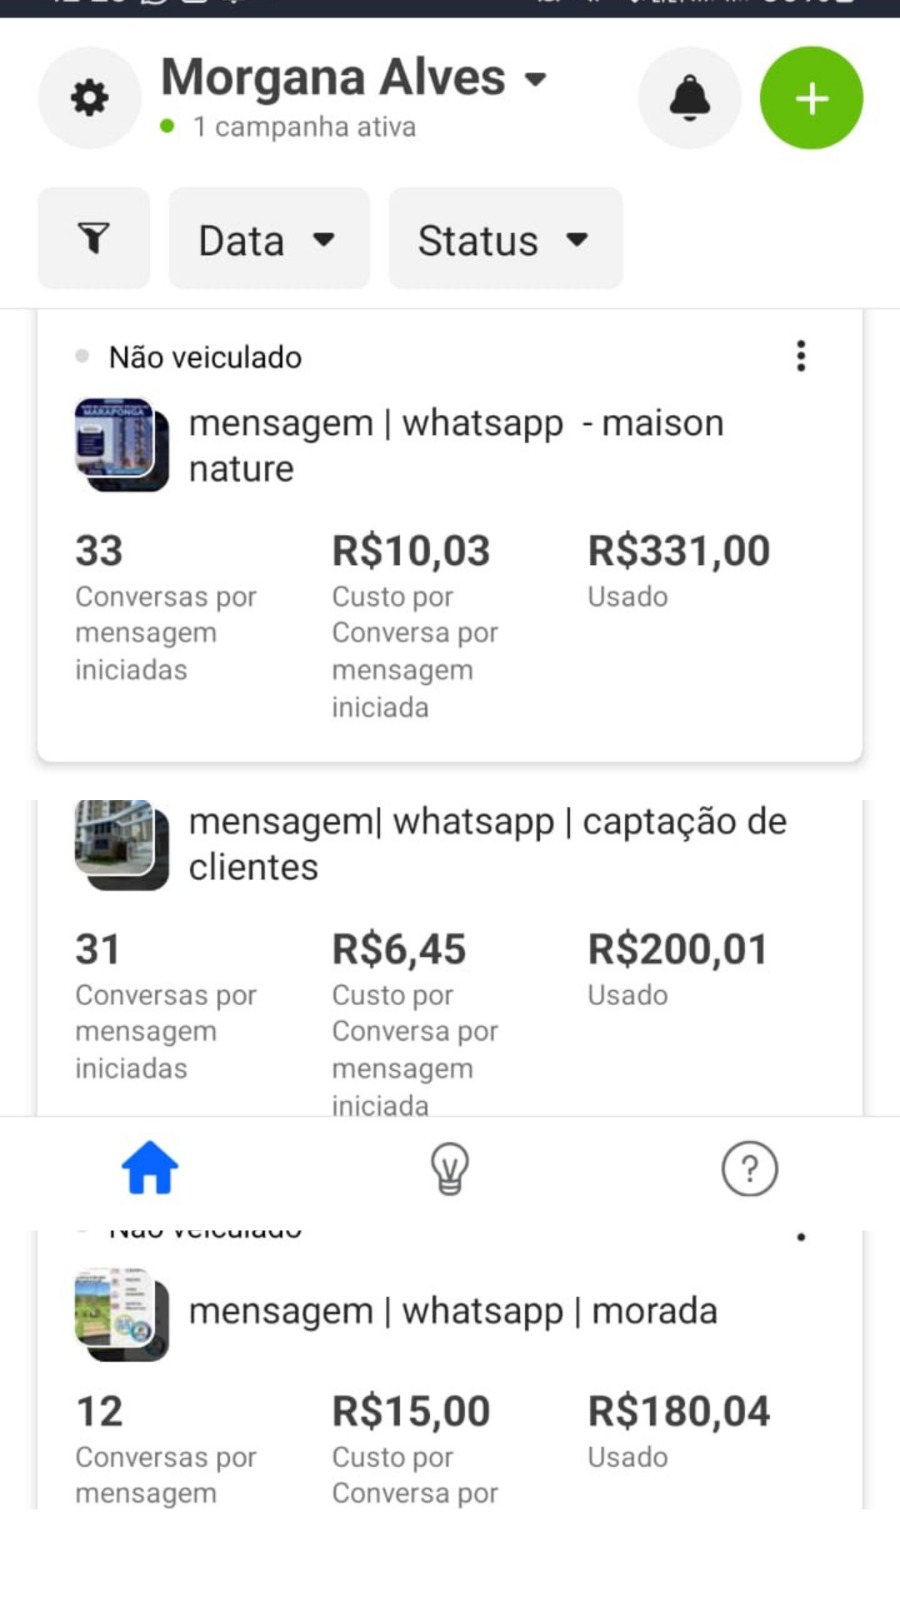 Morgana Alves
1 campanha ativa
Data
Status
Não veiculado
MARAPONGA
mensagem | whatsapp - maison
nature
33
R$10,03
R$331,00
Conversas por
mensagem
iniciadas
Custo por
Conversa por
mensagem
iniciada
Usado
mensagem| whatsapp | captação de
clientes
31
R$6,45
R$200,01
Conversas por
mensagem
iniciadas
Custo por
Conversa por
mensagem
iniciada
Usado
Não veiculado
mensagem | whatsapp | morada
12
R$15,00
R$180,04
Conversas por
mensagem
Custo por
Conversa por
Usado